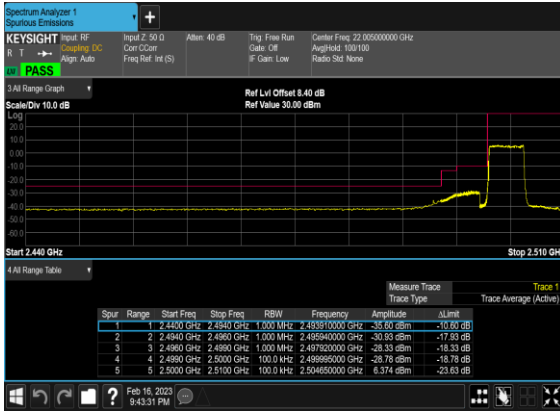 Spectrum Analyzer 1
Spurious Emissions
+
KEYSIGHT Input: RF Input Z: 50 Ω Atten: 40 dB Trig: Free Run Center Freq: 22.005000000 GHz
R T Coupling: DC Corr CCorr Gate: Off Avg|Hold: 100/100
Align: Auto Freq Ref: Int (S) IF Gain: Low Radio Std: None
PASS
3 All Range Graph
Ref Lvl Offset 8.40 dB
Scale/Div 10.0 dB Ref Value 30.00 dBm
Log
20.0
10.0
0.00
-10.0
-20.0
-30.0
-40.0
-50.0
-60.0
Start 2.440 GHz Stop 2.510 GH
4 All Range Table
Measure Trace Trace 1
Trace Type Trace Average (Active)
Spur Range Start Freq Stop Freq RBW Frequency Amplitude ΔLimit
1 1 2.4400 GHz 2.4940 GHz 1.000 MHz 2.493910000 GHz -35.60 dBm -10.60 dB
2 2 2.4940 GHz 2.4960 GHz 1.000 MHz 2.495940000 GHz -30.93 dBm -17.93 dB
3 3 2.4960 GHz 2.4990 GHz 1.000 MHz 2.497920000 GHz -28.33 dBm -18.33 dB
4 4 2.4990 GHz 2.5000 GHz 100.0 kHz 2.499995000 GHz -28.78 dBm -18.78 dB
5 5 2.5000 GHz 2.5100 GHz 100.0 kHz 2.504650000 GHz 6.374 dBm -23.63 dB
? Feb 16, 2023
9:43:31 PM